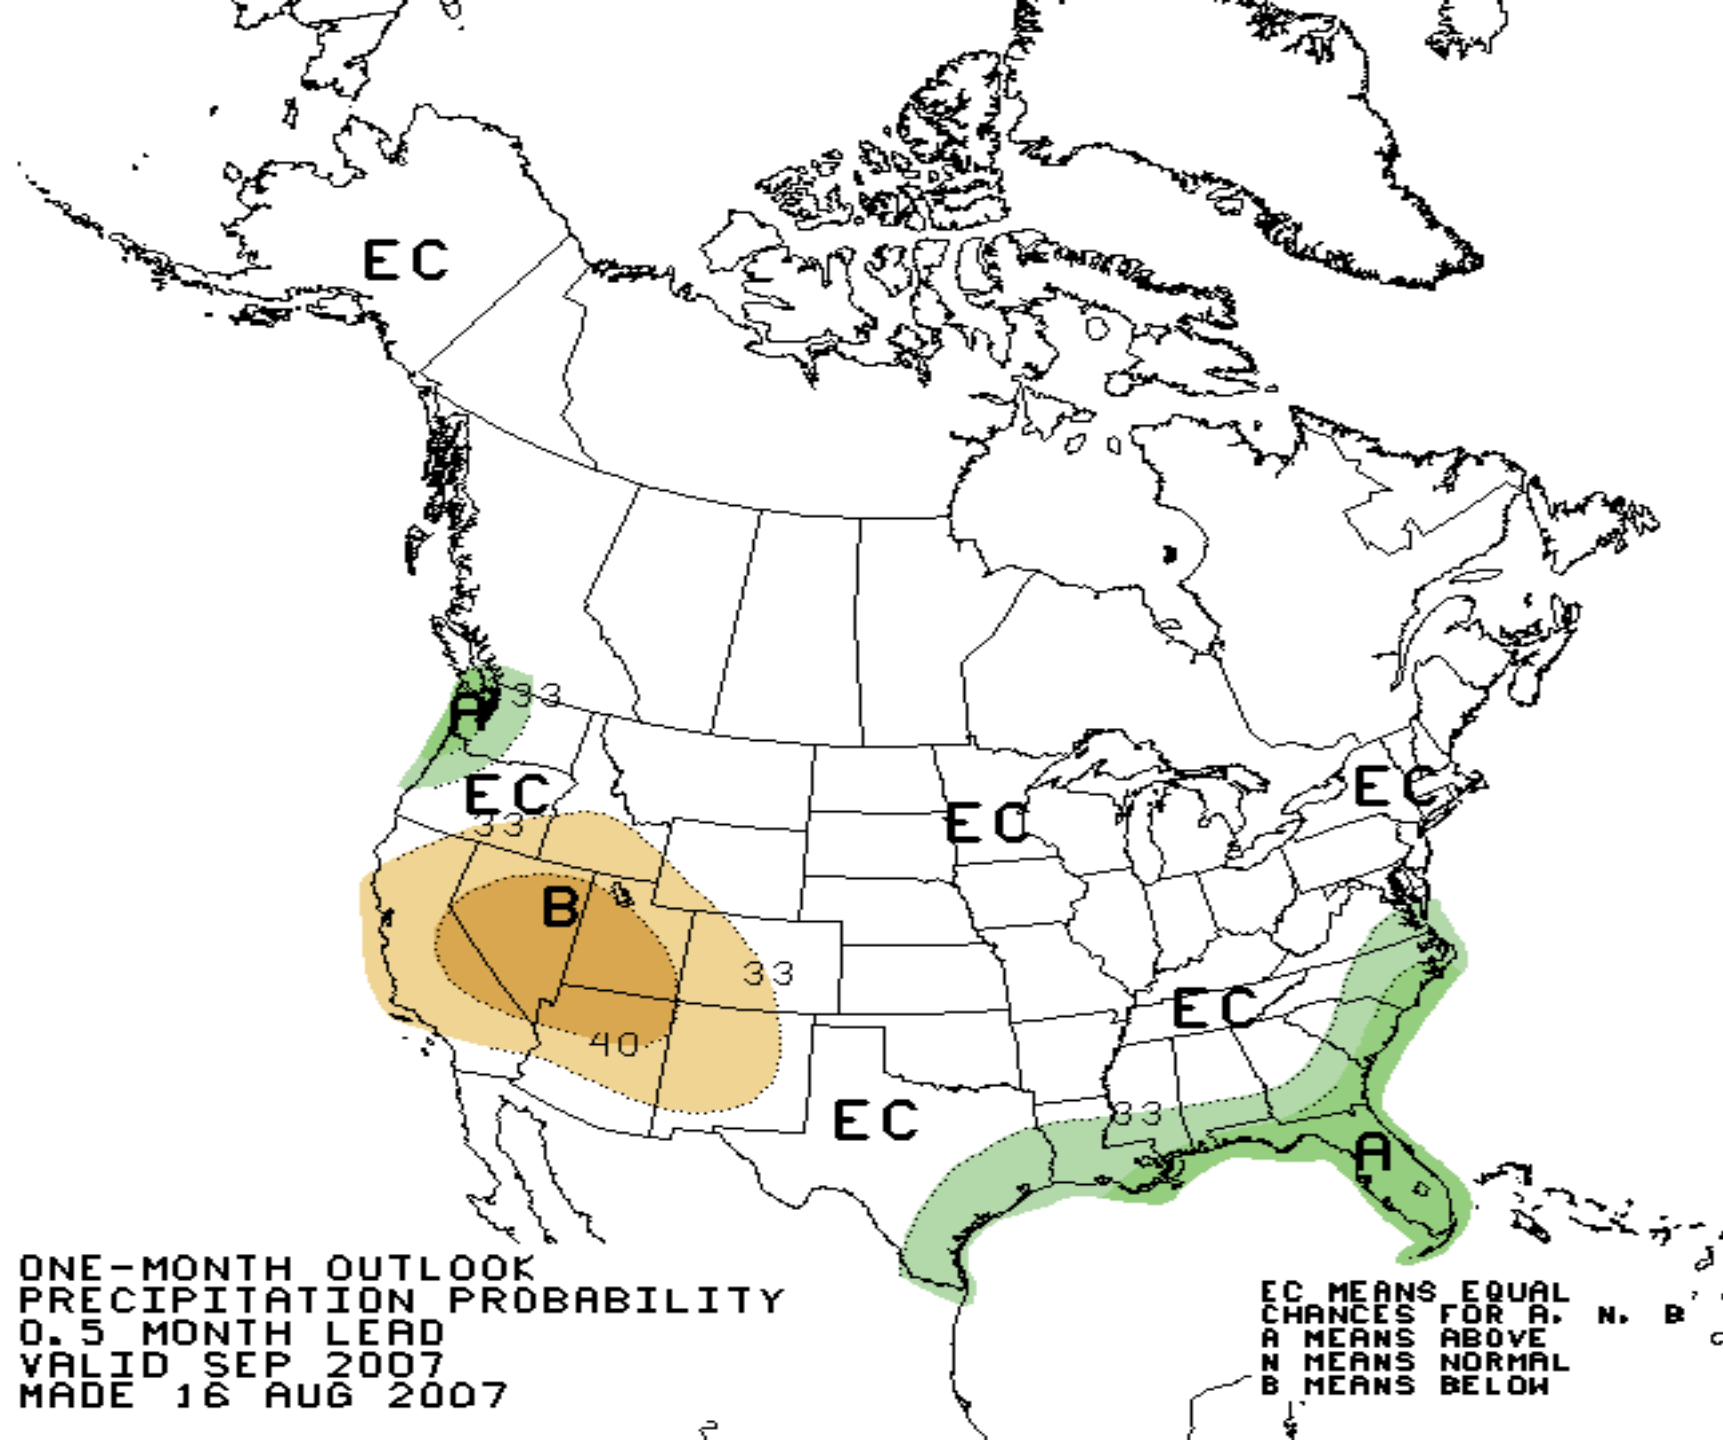 EC
33
A
EC
33
EC
EC
B
33
EC
40
EC
33
A
ONE-MONTH OUTLOOK
PRECIPITATION PROBABILITY
0.5 MONTH LEAD
VALID SEP 2007
MADE 16 AUG 2007
EC MEANS EQUAL
CHANCES FOR A, N, B
A MEANS ABOVE
N MEANS NORMAL
B MEANS BELOW